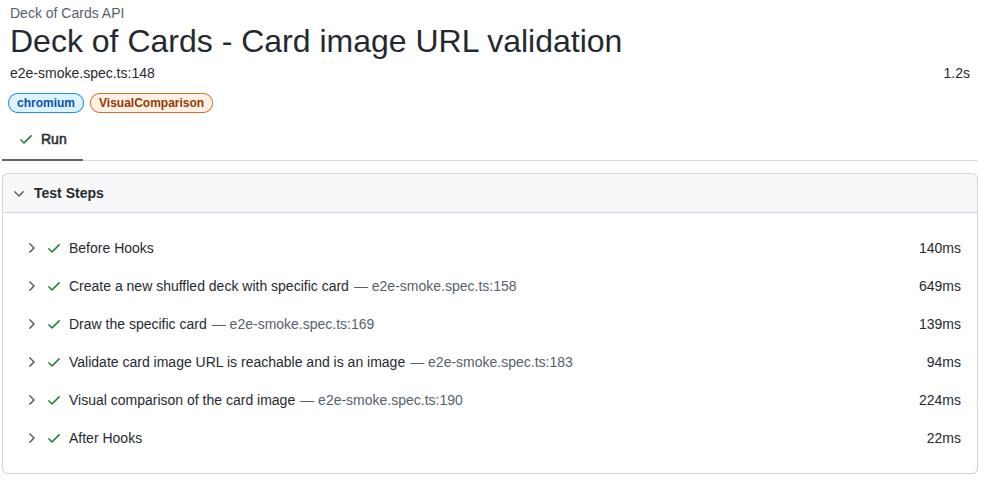 Deck of Cards API
Deck of Cards - Card image URL validation
e2e-smoke.spec.ts:148 1.2s
chromium VisualComparison
Run
Test Steps
Before Hooks 140ms
Create a new shuffled deck with specific card — e2e-smoke.spec.ts:158 649ms
Draw the specific card — e2e-smoke.spec.ts:169 139ms
Validate card image URL is reachable and is an image — e2e-smoke.spec.ts:183 94ms
Visual comparison of the card image — e2e-smoke.spec.ts:190 224ms
After Hooks 22ms